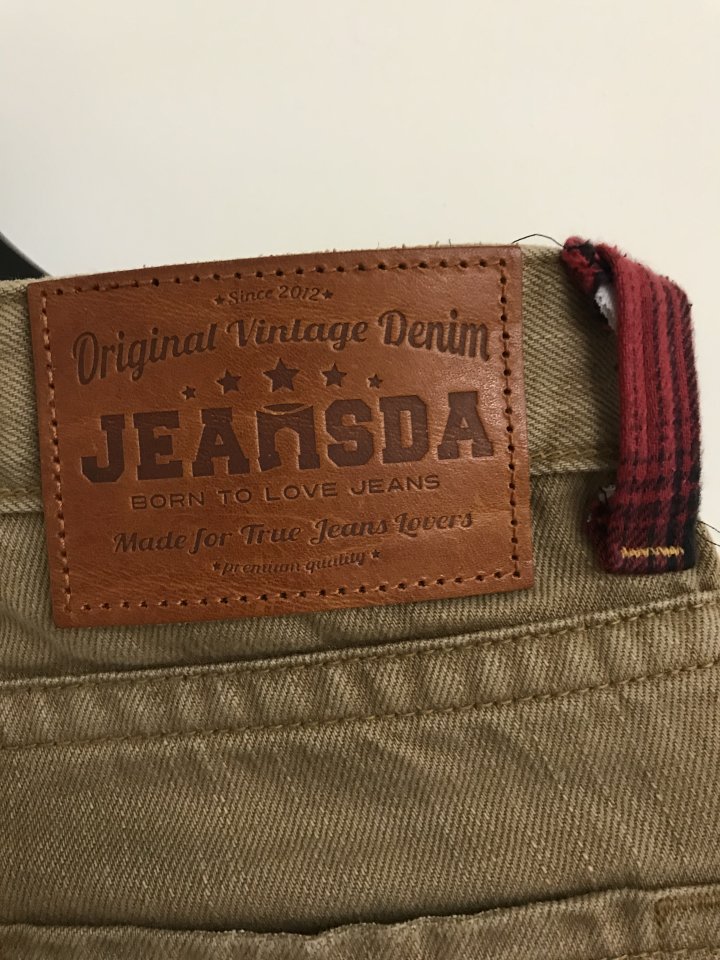 Since 2012
Original Vintage Denim
JEANSDA
BORN TO LOVE JEANS
Made for True Jeans Lovers
premium quality